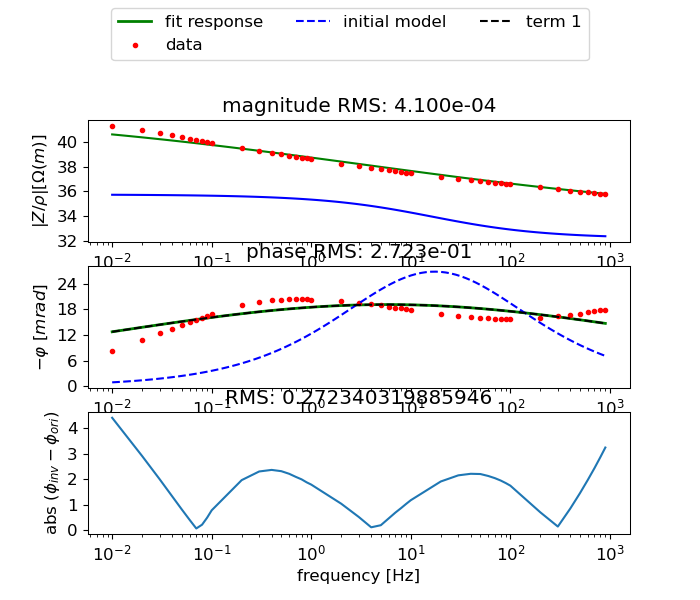 fit response initial model term 1
data
magnitude RMS: 4.100e-04
|Z/ρ|[Ω(m)]
40
38
36
34
32
10⁻² 10⁻¹ 10⁰ 10¹ 10² 10³
phase RMS: 2.723e-01
−φ [mrad]
24
18
12
6
0
10⁻² 10⁻¹ 10⁰ 10¹ 10² 10³
RMS: 0.272340319885946
abs (ϕ_inv − ϕ_ori)
4
3
2
1
0
10⁻² 10⁻¹ 10⁰ 10¹ 10² 10³
frequency [Hz]